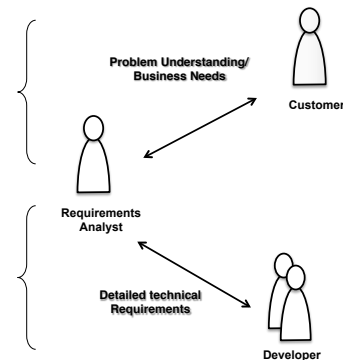 Problem Understanding/
Business Needs
Customer
Requirements
Analyst
Detailed technical
Requirements
Developer